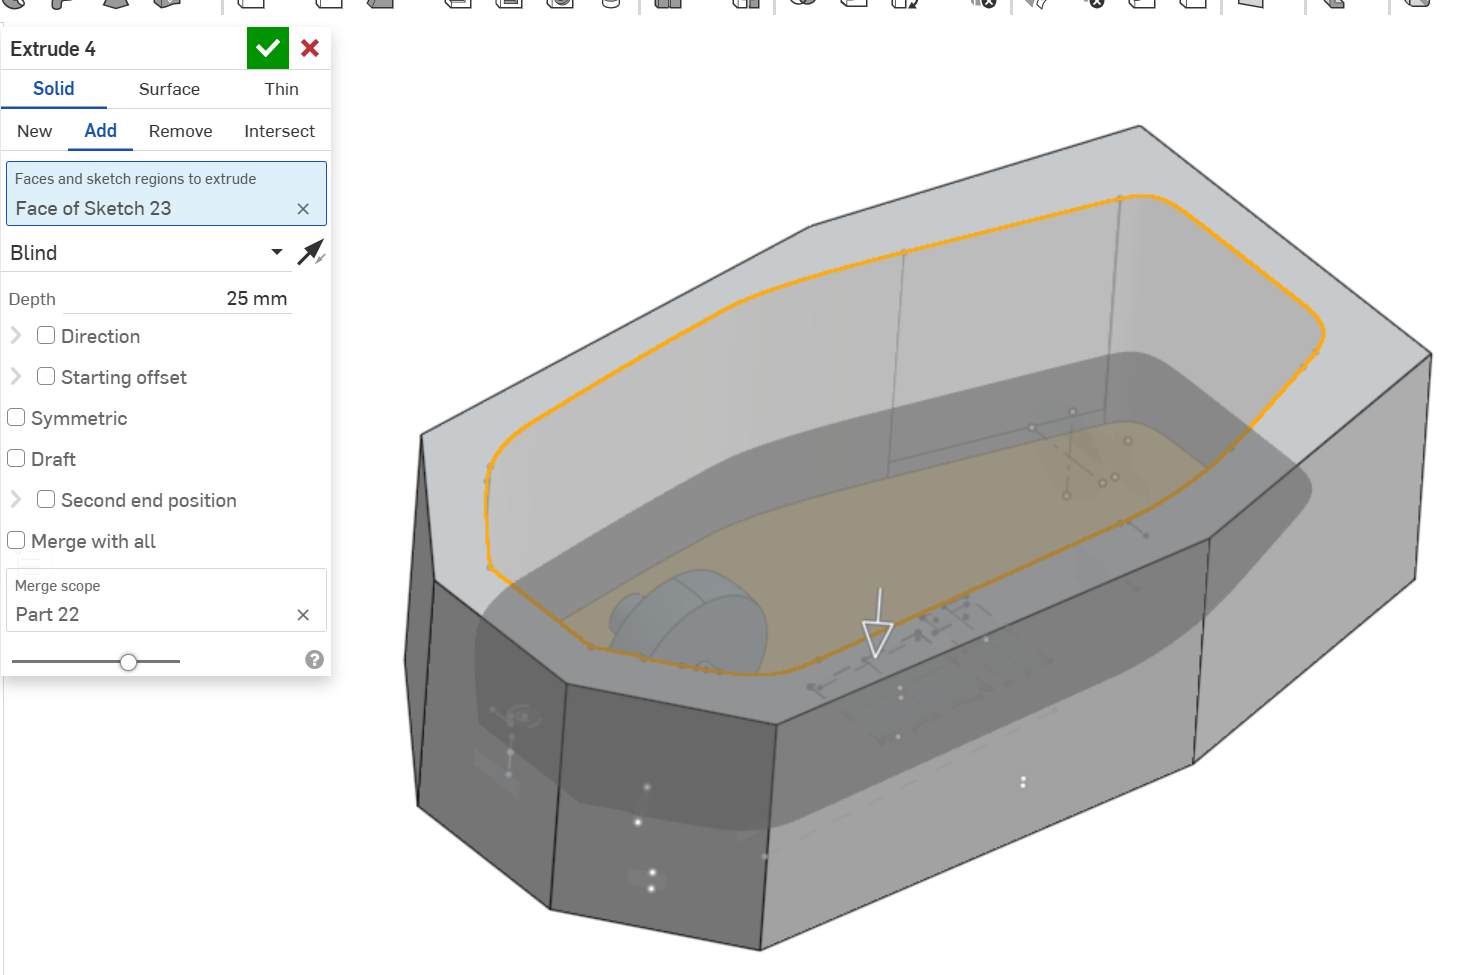 Extrude 4
Solid Surface Thin
New Add Remove Intersect
Faces and sketch regions to extrude
Face of Sketch 23
Blind
Depth 25 mm
Direction
Starting offset
Symmetric
Draft
Second end position
Merge with all
Merge scope
Part 22